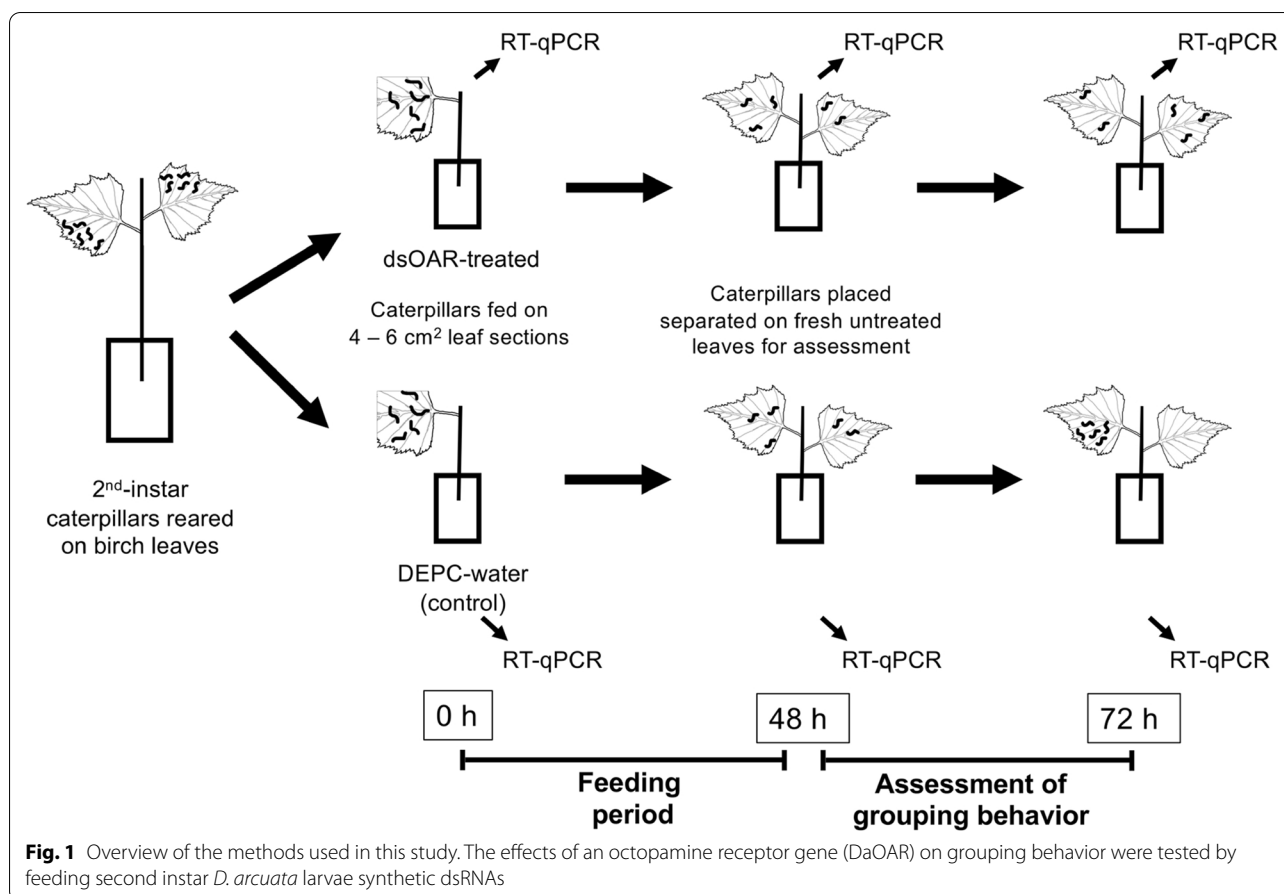 RT-qPCR
RT-qPCR
RT-qPCR
dsOAR-treated
Caterpillars fed on
4 – 6 cm² leaf sections
Caterpillars placed
separated on fresh untreated
leaves for assessment
2nd-instar
caterpillars reared
on birch leaves
DEPC-water
(control)
RT-qPCR
RT-qPCR
RT-qPCR
0 h
48 h
72 h
Feeding
period
Assessment of
grouping behavior
Fig. 1 Overview of the methods used in this study. The effects of an octopamine receptor gene (DaOAR) on grouping behavior were tested by
feeding second instar D. arcuata larvae synthetic dsRNAs